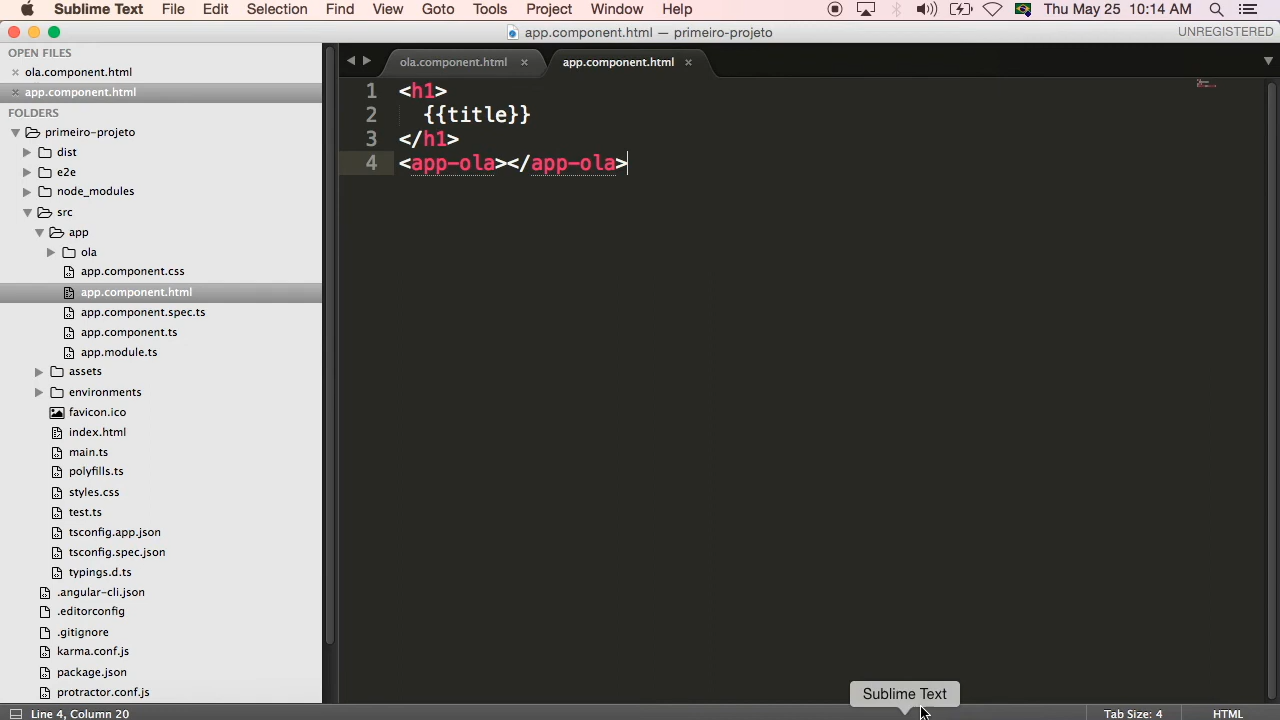 Sublime Text File Edit Selection Find View Goto Tools Project Window Help Thu May 25 10:14 AM
app.component.html — primeiro-projeto UNREGISTERED
OPEN FILES
ola.component.html
app.component.html
FOLDERS
primeiro-projeto
dist
e2e
node_modules
src
app
ola
app.component.css
app.component.html
app.component.spec.ts
app.component.ts
app.module.ts
assets
environments
favicon.ico
index.html
main.ts
polyfills.ts
styles.css
test.ts
tsconfig.app.json
tsconfig.spec.json
typings.d.ts
.angular-cli.json
.editorconfig
.gitignore
karma.conf.js
package.json
protractor.conf.js
ola.component.html app.component.html
1 <h1>
2 {{title}}
3 </h1>
4 <app-ola></app-ola>
Sublime Text
Line 4, Column 20 Tab Size: 4 HTML